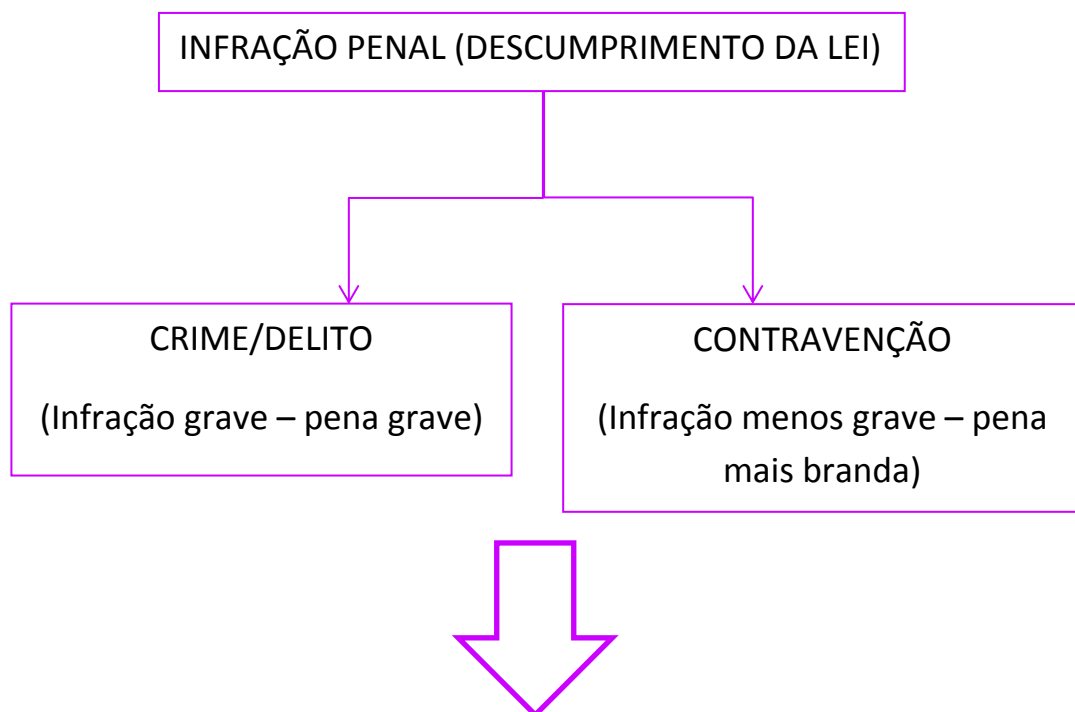 INFRAÇÃO PENAL (DESCUMPRIMENTO DA LEI)
CRIME/DELITO
(Infração grave – pena grave)
CONTRAVENÇÃO
(Infração menos grave – pena
mais branda)